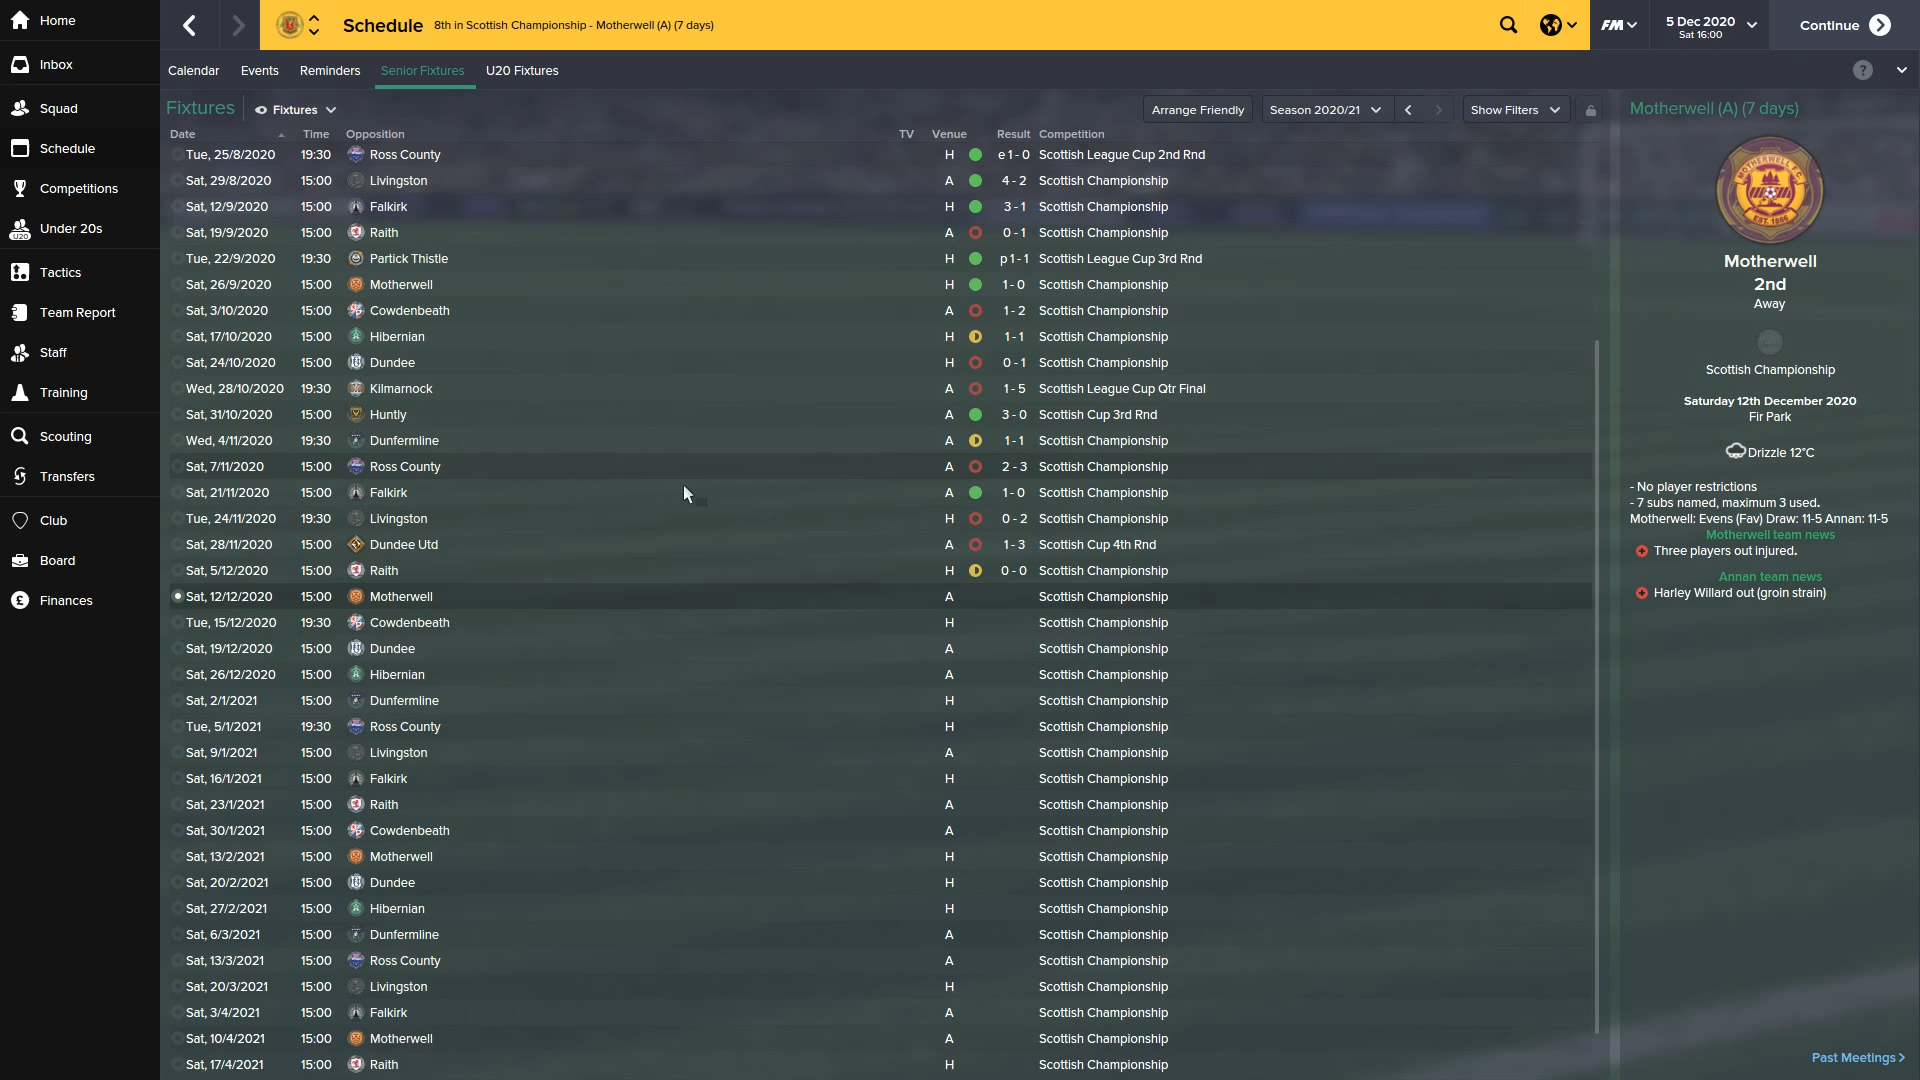 Home
Inbox
Squad
Schedule
Competitions
U20
Under 20s
Tactics
Team Report
Staff
Training
Scouting
Transfers
Club
Board
Finances
Schedule 8th in Scottish Championship - Motherwell (A) (7 days)
FM
5 Dec 2020
Sat 16:00
Continue
Calendar Events Reminders Senior Fixtures U20 Fixtures
?
Fixtures Fixtures Arrange Friendly Season 2020/21 Show Filters
Date Time Opposition TV Venue Result Competition
Tue, 25/8/2020 19:30 Ross County H e 1 - 0 Scottish League Cup 2nd Rnd
Sat, 29/8/2020 15:00 Livingston A 4 - 2 Scottish Championship
Sat, 12/9/2020 15:00 Falkirk H 3 - 1 Scottish Championship
Sat, 19/9/2020 15:00 Raith A 0 - 1 Scottish Championship
Tue, 22/9/2020 19:30 Partick Thistle H p 1 - 1 Scottish League Cup 3rd Rnd
Sat, 26/9/2020 15:00 Motherwell H 1 - 0 Scottish Championship
Sat, 3/10/2020 15:00 Cowdenbeath A 1 - 2 Scottish Championship
Sat, 17/10/2020 15:00 Hibernian H 1 - 1 Scottish Championship
Sat, 24/10/2020 15:00 Dundee H 0 - 1 Scottish Championship
Wed, 28/10/2020 19:30 Kilmarnock A 1 - 5 Scottish League Cup Qtr Final
Sat, 31/10/2020 15:00 Huntly A 3 - 0 Scottish Cup 3rd Rnd
Wed, 4/11/2020 19:30 Dunfermline A 1 - 1 Scottish Championship
Sat, 7/11/2020 15:00 Ross County A 2 - 3 Scottish Championship
Sat, 21/11/2020 15:00 Falkirk A 1 - 0 Scottish Championship
Tue, 24/11/2020 19:30 Livingston H 0 - 2 Scottish Championship
Sat, 28/11/2020 15:00 Dundee Utd A 1 - 3 Scottish Cup 4th Rnd
Sat, 5/12/2020 15:00 Raith H 0 - 0 Scottish Championship
Sat, 12/12/2020 15:00 Motherwell A Scottish Championship
Tue, 15/12/2020 19:30 Cowdenbeath H Scottish Championship
Sat, 19/12/2020 15:00 Dundee A Scottish Championship
Sat, 26/12/2020 15:00 Hibernian A Scottish Championship
Sat, 2/1/2021 15:00 Dunfermline H Scottish Championship
Tue, 5/1/2021 19:30 Ross County H Scottish Championship
Sat, 9/1/2021 15:00 Livingston A Scottish Championship
Sat, 16/1/2021 15:00 Falkirk H Scottish Championship
Sat, 23/1/2021 15:00 Raith A Scottish Championship
Sat, 30/1/2021 15:00 Cowdenbeath A Scottish Championship
Sat, 13/2/2021 15:00 Motherwell H Scottish Championship
Sat, 20/2/2021 15:00 Dundee H Scottish Championship
Sat, 27/2/2021 15:00 Hibernian H Scottish Championship
Sat, 6/3/2021 15:00 Dunfermline A Scottish Championship
Sat, 13/3/2021 15:00 Ross County A Scottish Championship
Sat, 20/3/2021 15:00 Livingston H Scottish Championship
Sat, 3/4/2021 15:00 Falkirk A Scottish Championship
Sat, 10/4/2021 15:00 Motherwell A Scottish Championship
Sat, 17/4/2021 15:00 Raith H Scottish Championship
Motherwell (A) (7 days)
MOTHERWELL F.C.
EST. 1886
Motherwell
2nd
Away
Scottish Championship
Saturday 12th December 2020
Fir Park
Drizzle 12°C
- No player restrictions
- 7 subs named, maximum 3 used.
Motherwell: Evens (Fav) Draw: 11-5 Annan: 11-5
Motherwell team news
Three players out injured.
Annan team news
Harley Willard out (groin strain)
Past Meetings >